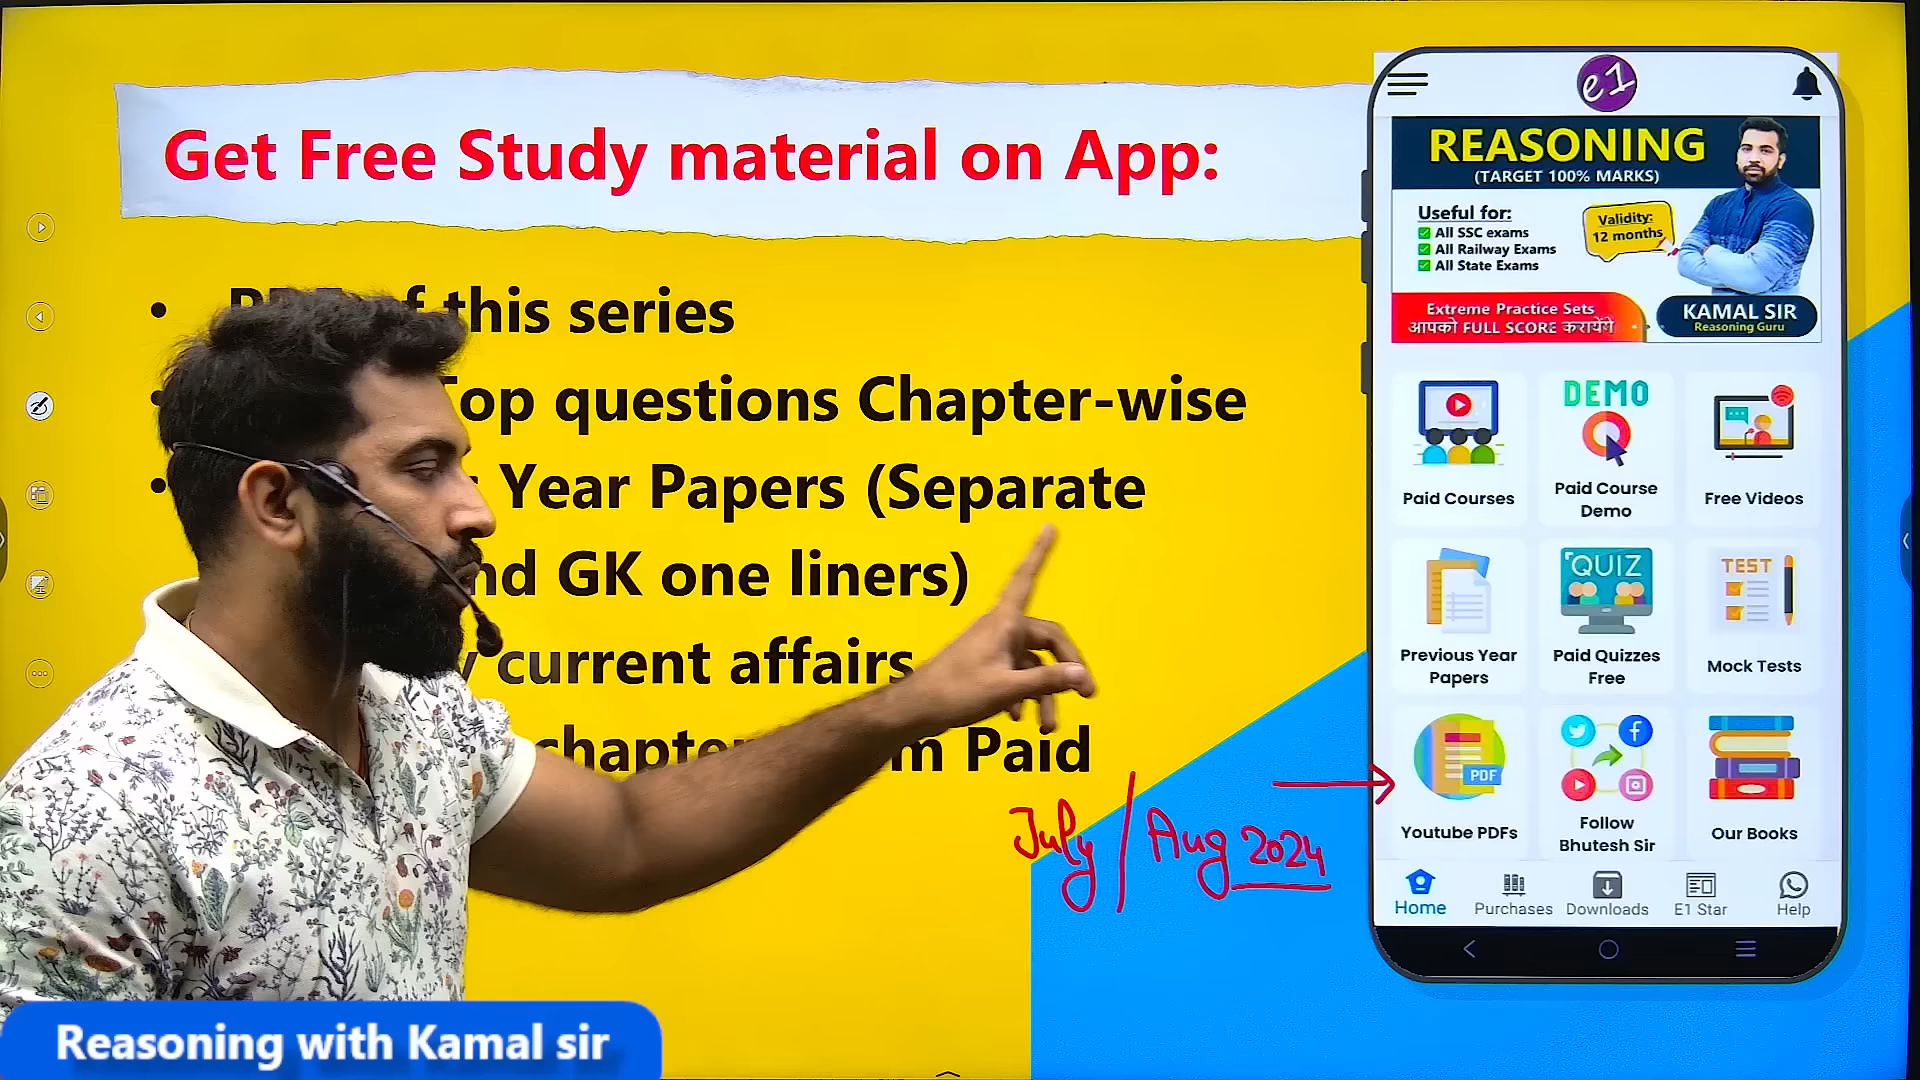 Get Free Study material on App:
• this series
• Top questions Chapter-wise
• Year Papers (Separate
and GK one liners)
current affairs
Paid
July / Aug 2024
e1
REASONING
(TARGET 100% MARKS)
Useful for:
All SSC exams
All Railway Exams
All State Exams
Validity:
12 months
Extreme Practice Sets
आपको FULL SCORE करायेंगे
KAMAL SIR
Reasoning Guru
Paid Courses
DEMO
Paid Course
Demo
Free Videos
Previous Year
Papers
QUIZ
Paid Quizzes
Free
TEST
Mock Tests
PDF
Youtube PDFs
Follow
Bhutesh Sir
Our Books
Home
Purchases
Downloads
E1 Star
Help
Reasoning with Kamal sir